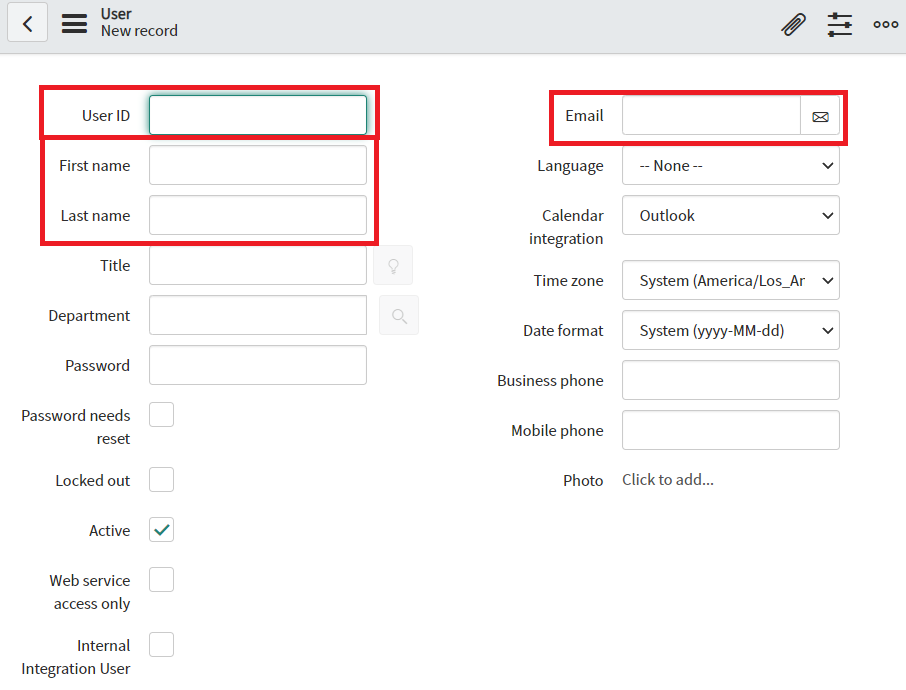 User
New record
User ID
First name
Last name
Title
Department
Password
Password needs
reset
Locked out
Active
Web service
access only
Internal
Integration User
Email
Language
-- None --
Calendar
integration
Outlook
Time zone
System (America/Los_Ar
Date format
System (yyyy-MM-dd)
Business phone
Mobile phone
Photo
Click to add...